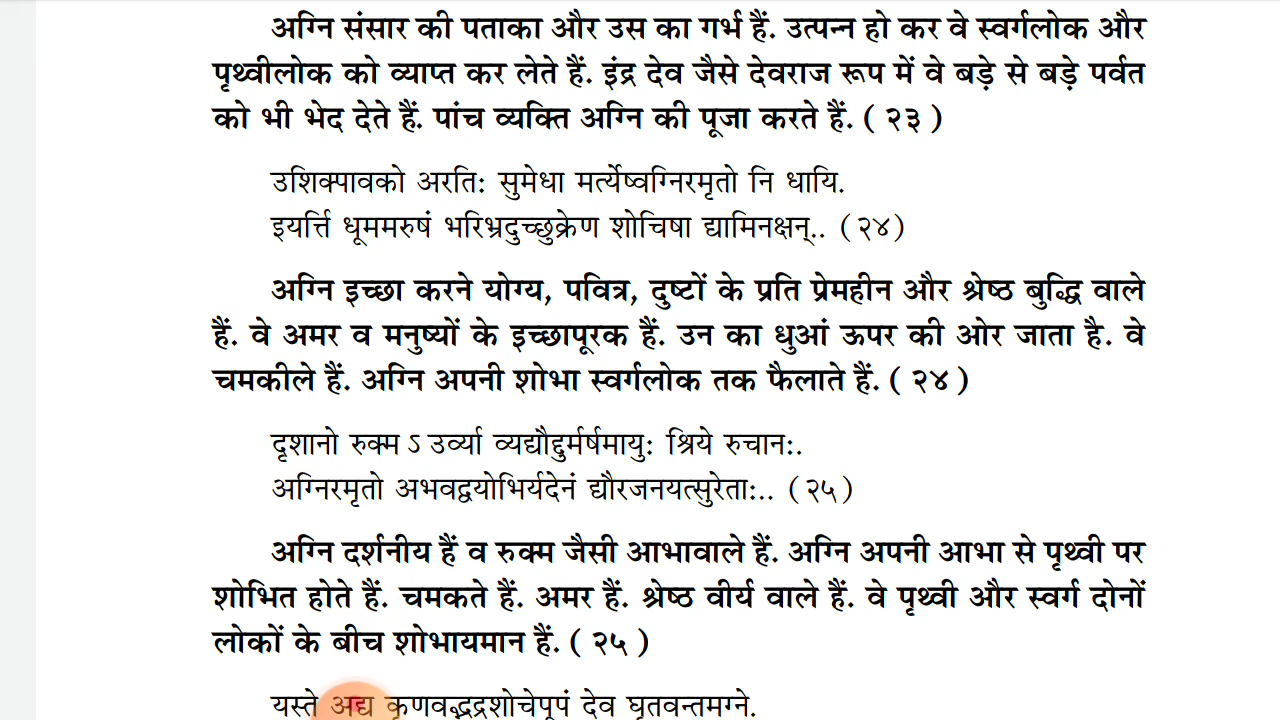 अग्नि संसार की पताका और उस का गर्भ हैं. उत्पन्न हो कर वे स्वर्गलोक और
पृथ्वीलोक को व्याप्त कर लेते हैं. इंद्र देव जैसे देवराज रूप में वे बड़े से बड़े पर्वत
को भी भेद देते हैं. पांच व्यक्ति अग्नि की पूजा करते हैं. ( २३ )
उशिक्पावको अरतिः सुमेधा मर्त्येष्वग्निरमृतो नि धायि.
इयर्त्ति धूममरुषं भरिभ्रदुच्छुक्रेण शोचिषा द्यामिनक्षन्.. (२४)
अग्नि इच्छा करने योग्य, पवित्र, दुष्टों के प्रति प्रेमहीन और श्रेष्ठ बुद्धि वाले
हैं. वे अमर व मनुष्यों के इच्छापूरक हैं. उन का धुआं ऊपर की ओर जाता है. वे
चमकीले हैं. अग्नि अपनी शोभा स्वर्गलोक तक फैलाते हैं. ( २४ )
दृशानो रुक्म ऽ उर्व्या व्यद्यौद्दुर्मर्षमायुः श्रिये रुचानः.
अग्निरमृतो अभवद्वयोभिर्यदेनं द्यौरजनयत्सुरेताः.. (२५)
अग्नि दर्शनीय हैं व रुक्म जैसी आभावाले हैं. अग्नि अपनी आभा से पृथ्वी पर
शोभित होते हैं. चमकते हैं. अमर हैं. श्रेष्ठ वीर्य वाले हैं. वे पृथ्वी और स्वर्ग दोनों
लोकों के बीच शोभायमान हैं. ( २५ )
यस्ते अद्य कृणवद्भद्रशोचेपूपं देव घृतवन्तमग्ने.